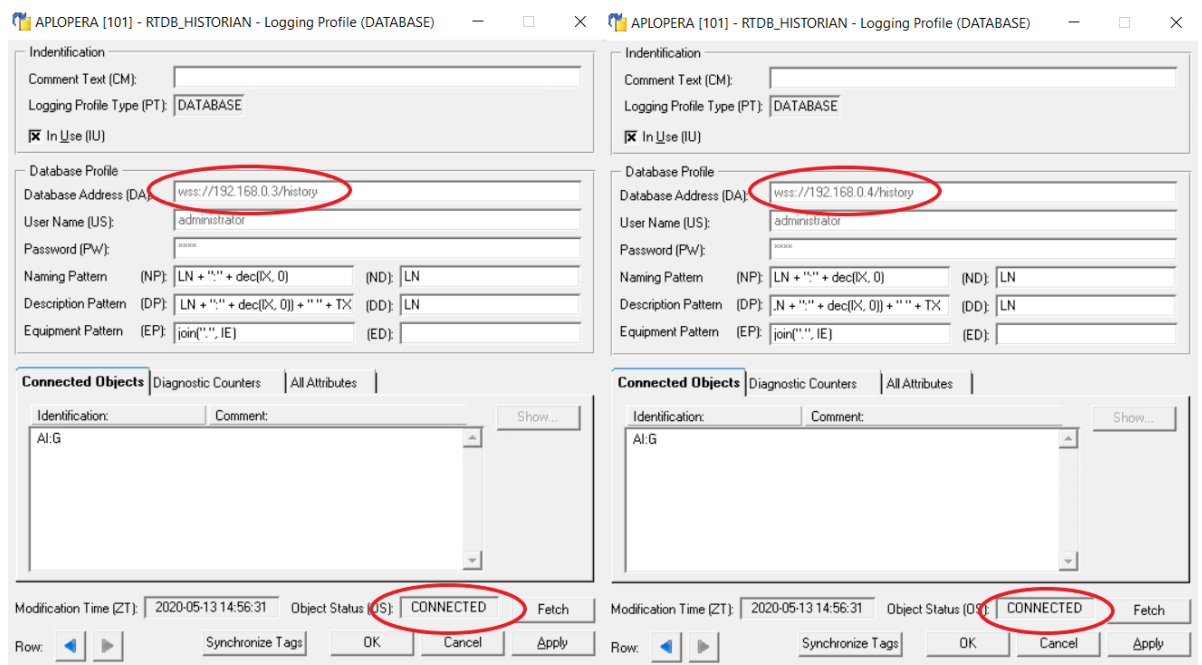 APLOPERA [101] - RTDB_HISTORIAN - Logging Profile (DATABASE)
Indentification
Comment Text (CM):
Logging Profile Type (PT): DATABASE
In Use (IU)
Database Profile
Database Address (DA): wss://192.168.0.3/history
User Name (US): administrator
Password (PW): ****
Naming Pattern (NP): LN + ":" + dec(IX, 0) (ND): LN
Description Pattern (DP): LN + ":" + dec(IX, 0)) + " " + TX (DD): LN
Equipment Pattern (EP): join(".", IE) (ED):
Connected Objects Diagnostic Counters All Attributes
Identification: Comment: Show...
AI:G
Modification Time (ZT): 2020-05-13 14:56:31 Object Status (OS): CONNECTED Fetch
Row: Synchronize Tags OK Cancel Apply
APLOPERA [101] - RTDB_HISTORIAN - Logging Profile (DATABASE)
Indentification
Comment Text (CM):
Logging Profile Type (PT): DATABASE
In Use (IU)
Database Profile
Database Address (DA): wss://192.168.0.4/history
User Name (US): administrator
Password (PW): ****
Naming Pattern (NP): LN + ":" + dec(IX, 0) (ND): LN
Description Pattern (DP): .N + ":" + dec(IX, 0)) + " " + TX (DD): LN
Equipment Pattern (EP): join(".", IE) (ED):
Connected Objects Diagnostic Counters All Attributes
Identification: Comment: Show...
AI:G
Modification Time (ZT): 2020-05-13 14:56:31 Object Status (OS): CONNECTED Fetch
Row: Synchronize Tags OK Cancel Apply